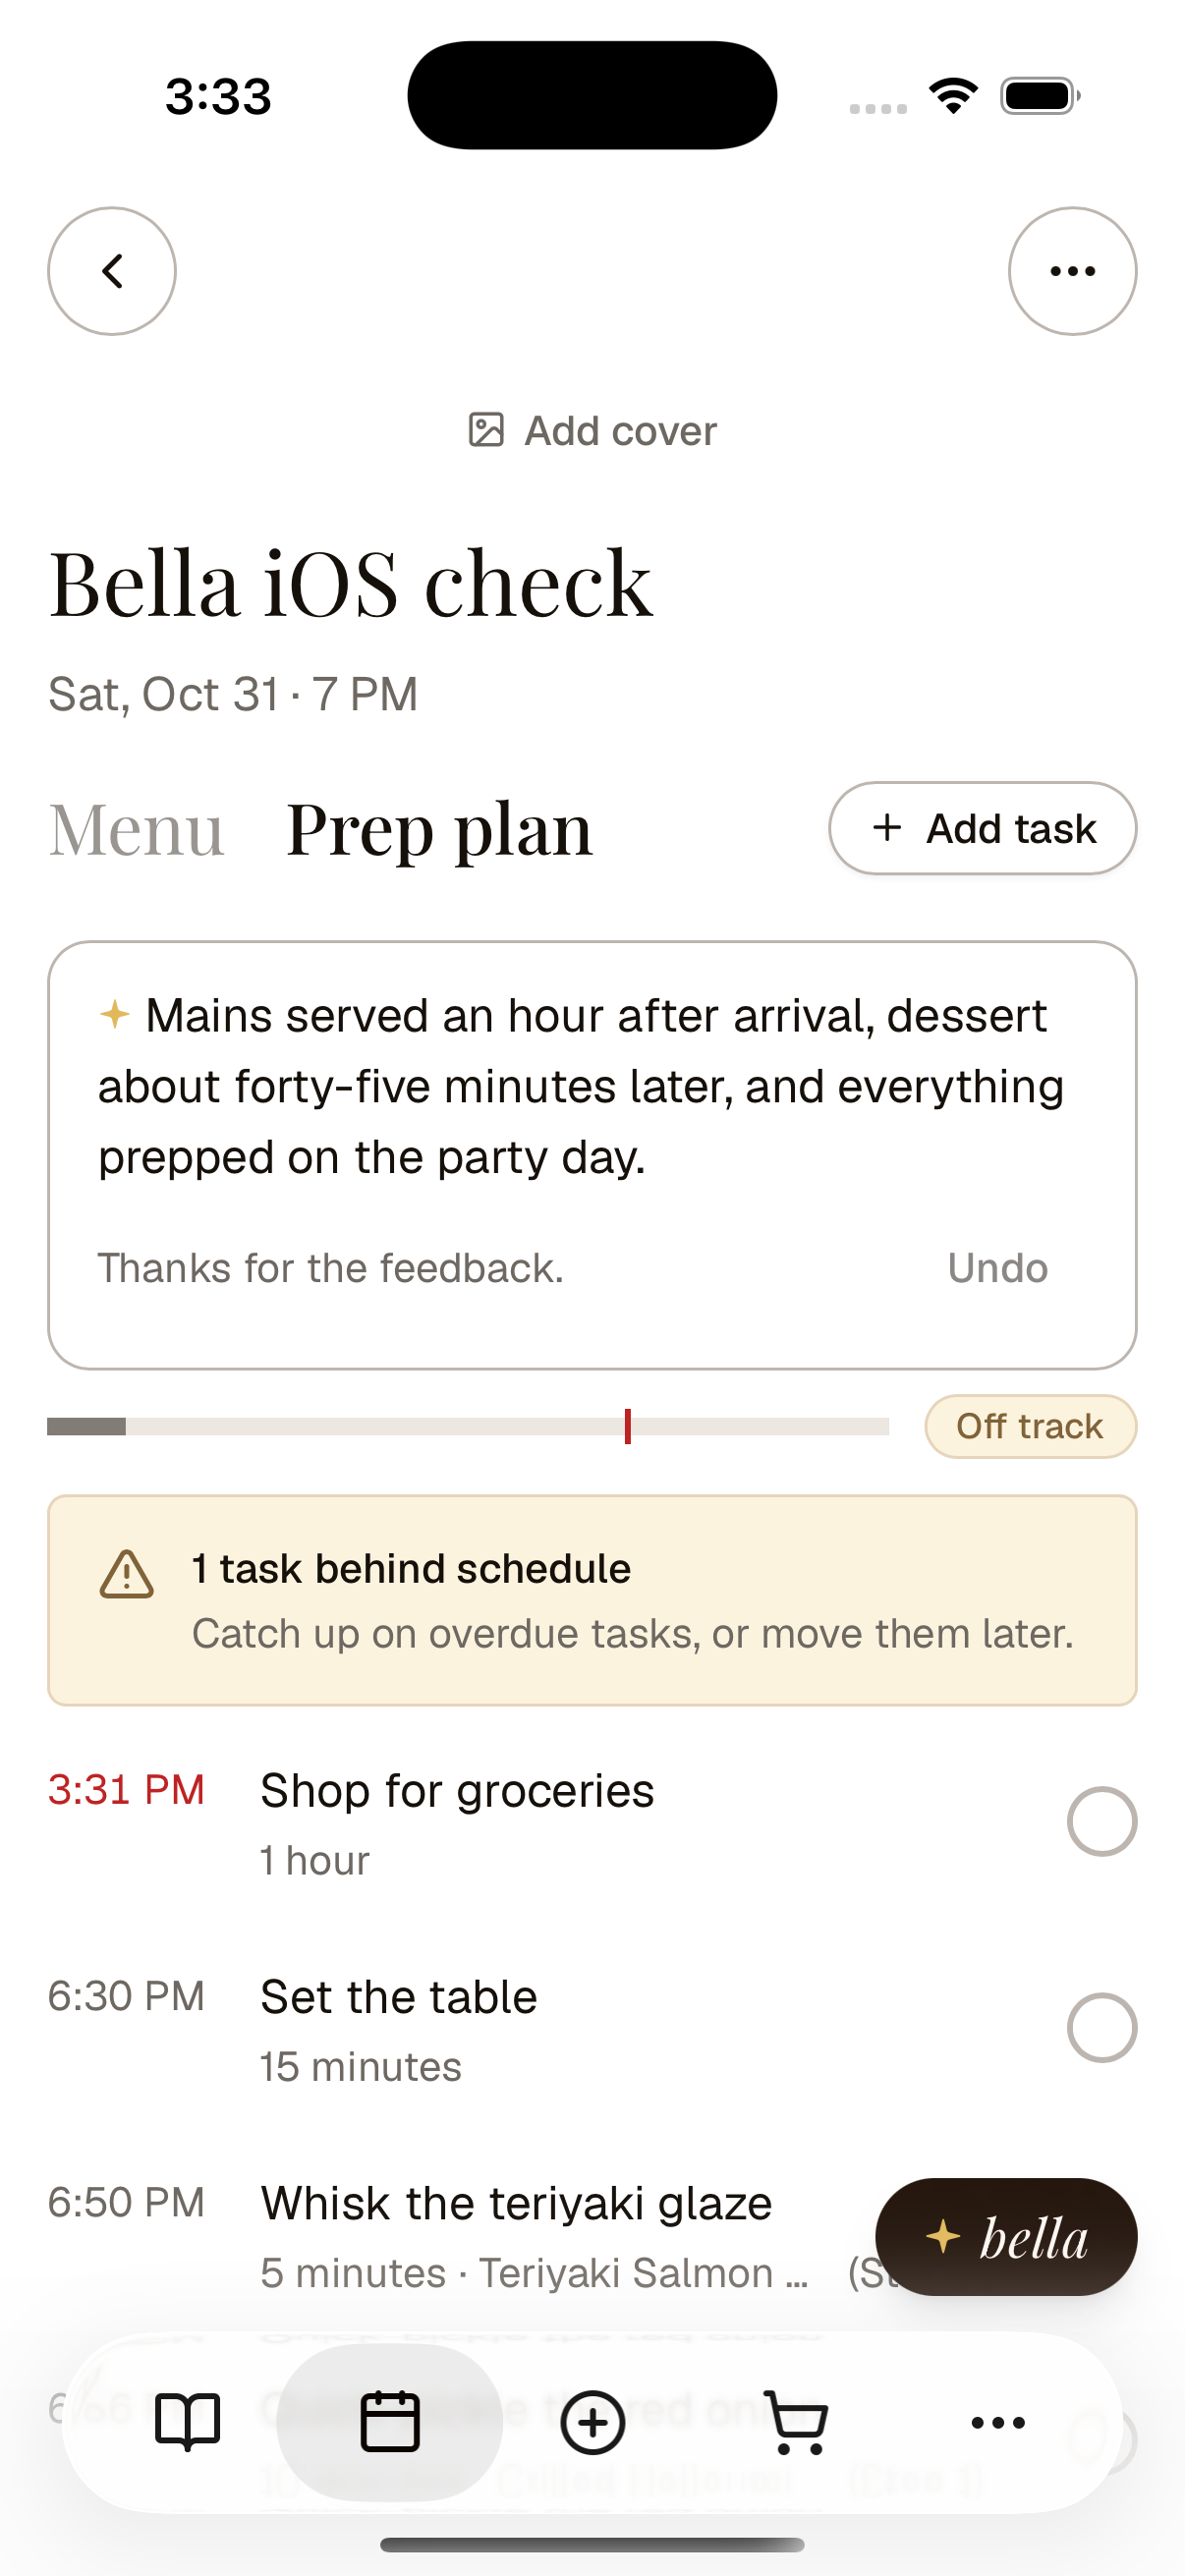 3:33
Add cover
Bella iOS check
Sat, Oct 31 · 7 PM
Menu Prep plan + Add task
Mains served an hour after arrival, dessert
about forty-five minutes later, and everything
prepped on the party day.
Thanks for the feedback. Undo
Off track
1 task behind schedule
Catch up on overdue tasks, or move them later.
3:31 PM Shop for groceries
1 hour
6:30 PM Set the table
15 minutes
6:50 PM Whisk the teriyaki glaze
bella
5 minutes · Teriyaki Salmon ...
red onion